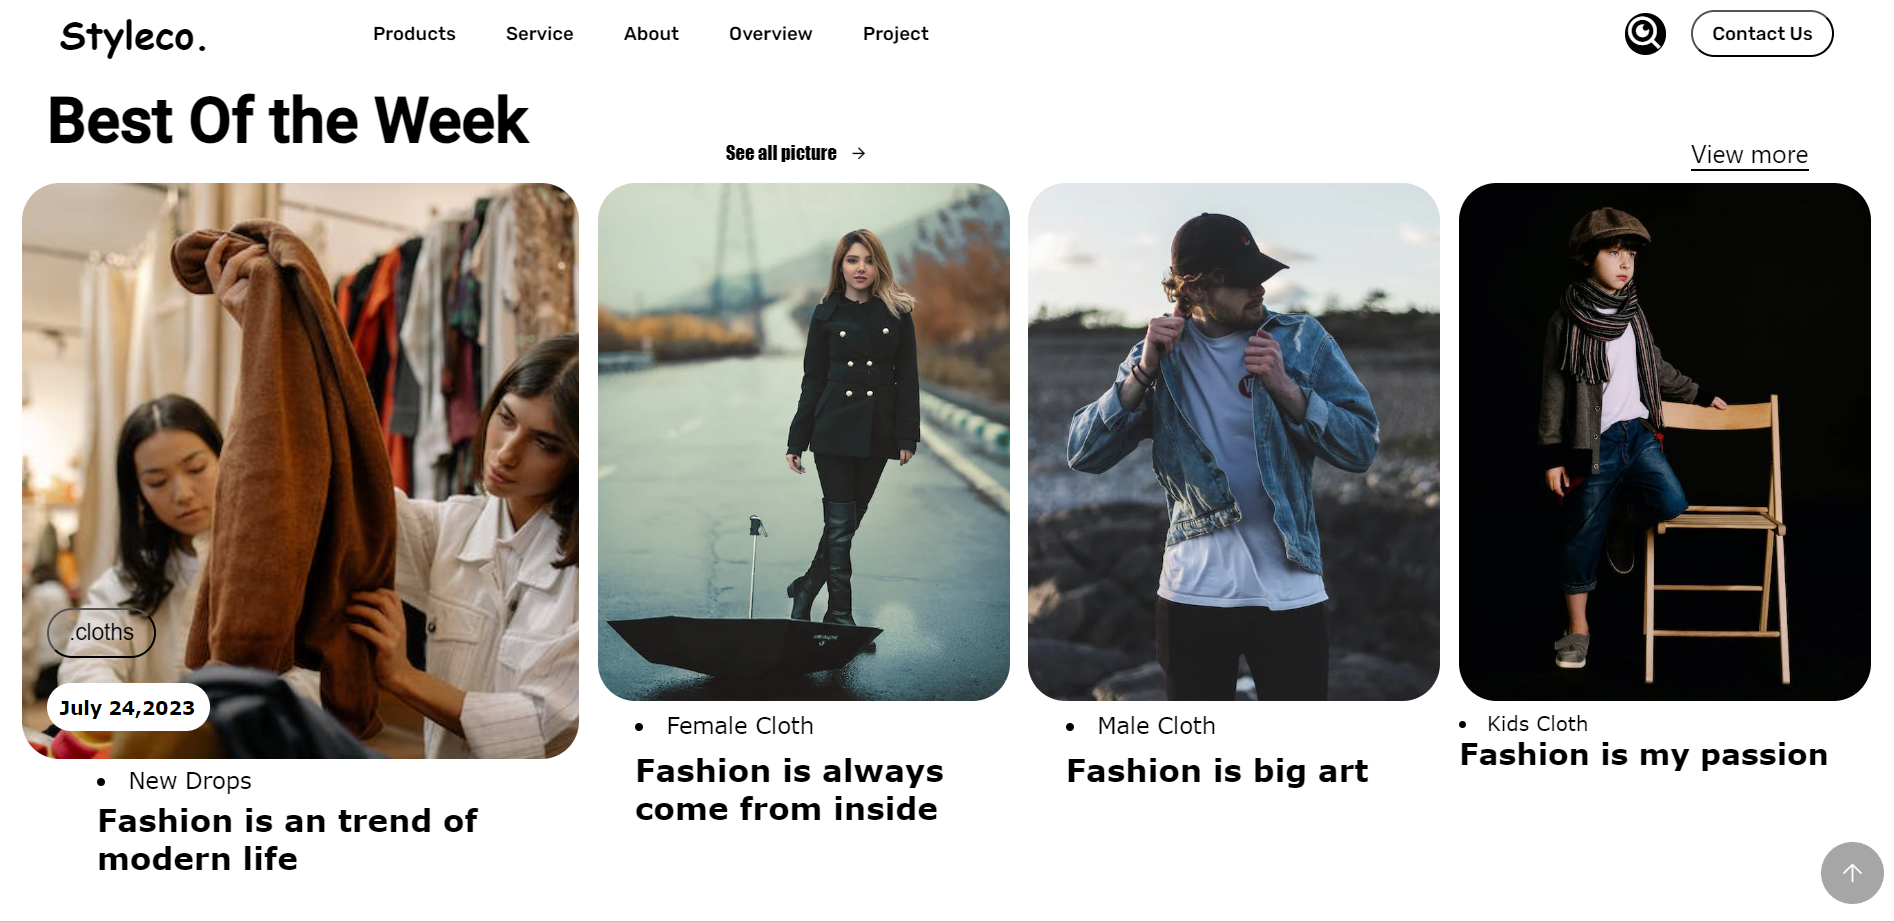 Styleco.
Products
Service
About
Overview
Project
Contact Us
Best Of the Week
See all picture
View more
.cloths
July 24,2023
New Drops
Fashion is an trend of
modern life
Female Cloth
Fashion is always
come from inside
Male Cloth
Fashion is big art
Kids Cloth
Fashion is my passion